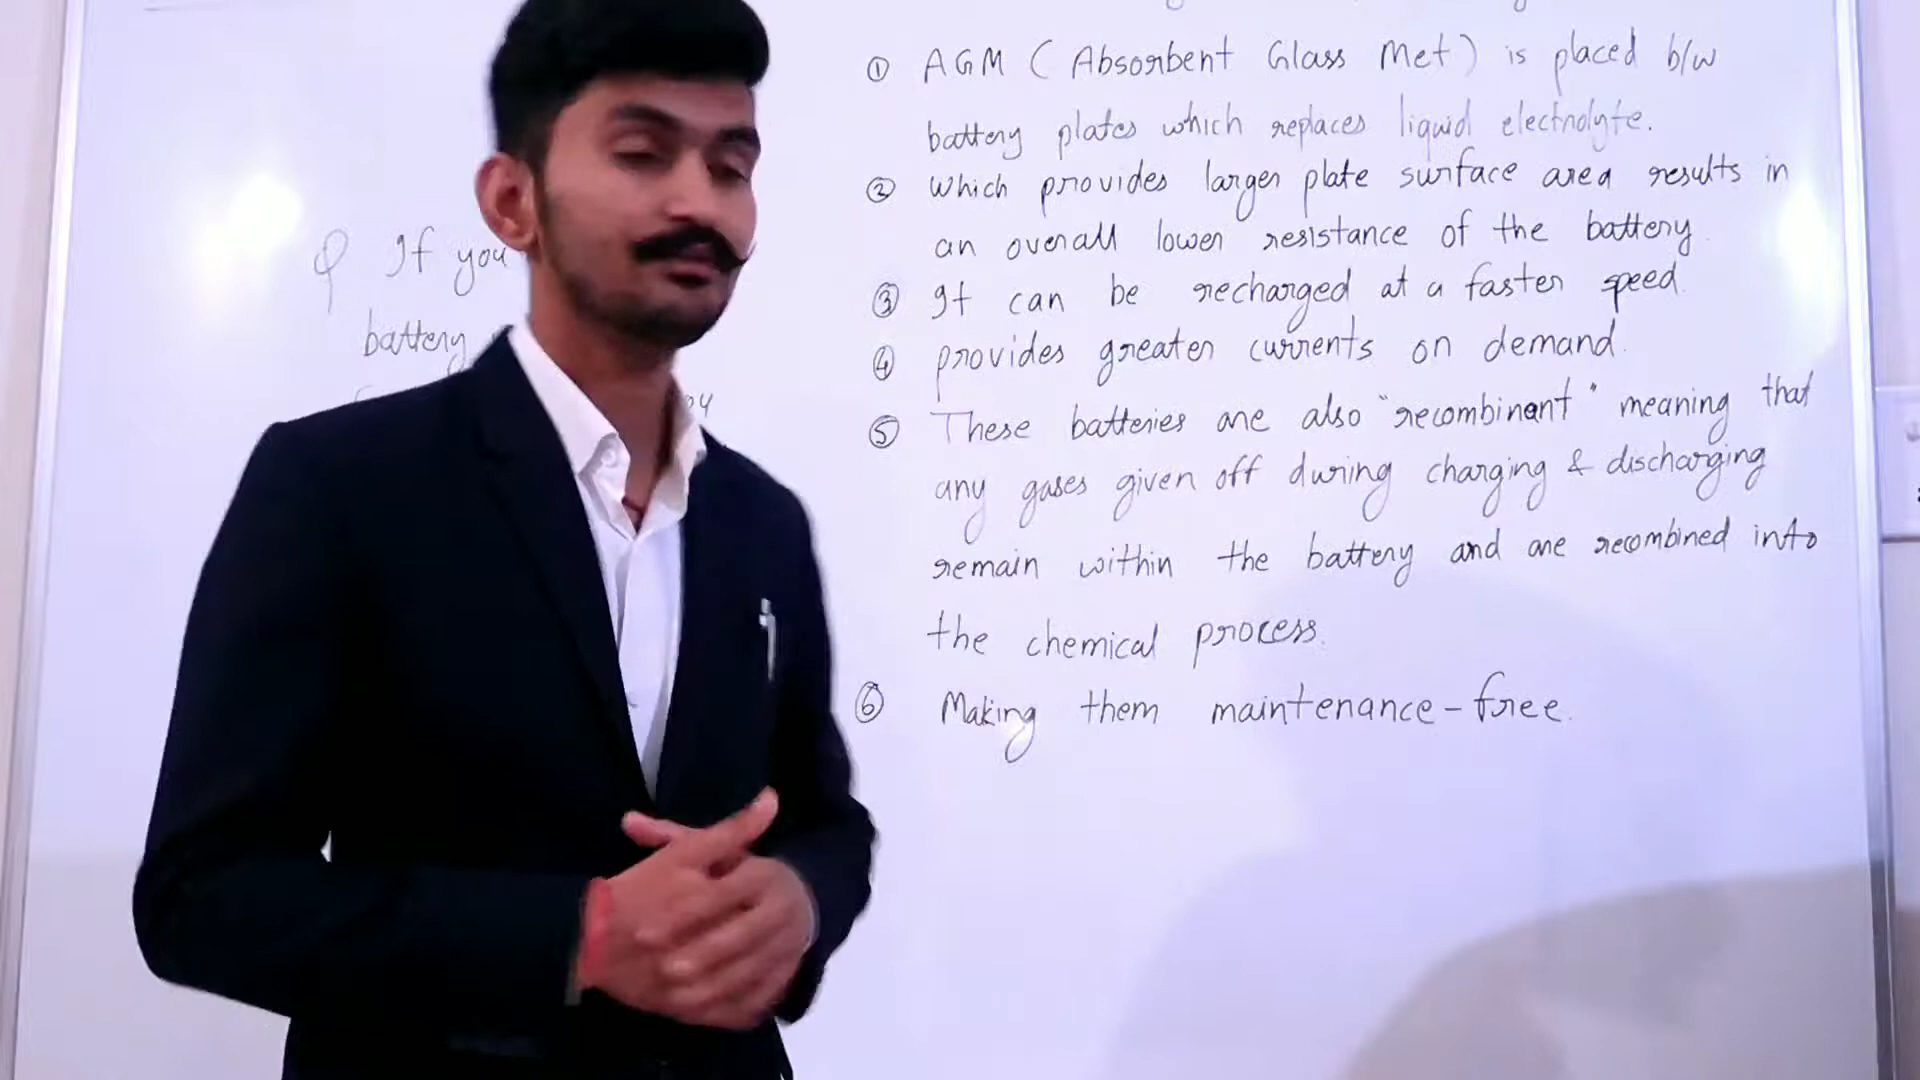 Q If you
battery
① AGM ( Absorbent Glass Met ) is placed b/w
battery plates which replaces liquid electrolyte.
② Which provides larger plate surface area results in
an overall lower resistance of the battery.
③ It can be recharged at a faster speed.
④ provides greater currents on demand.
⑤ These batteries are also "recombinant" meaning that
any gases given off during charging & discharging
remain within the battery and are recombined into
the chemical process.
⑥ Making them maintenance-free.